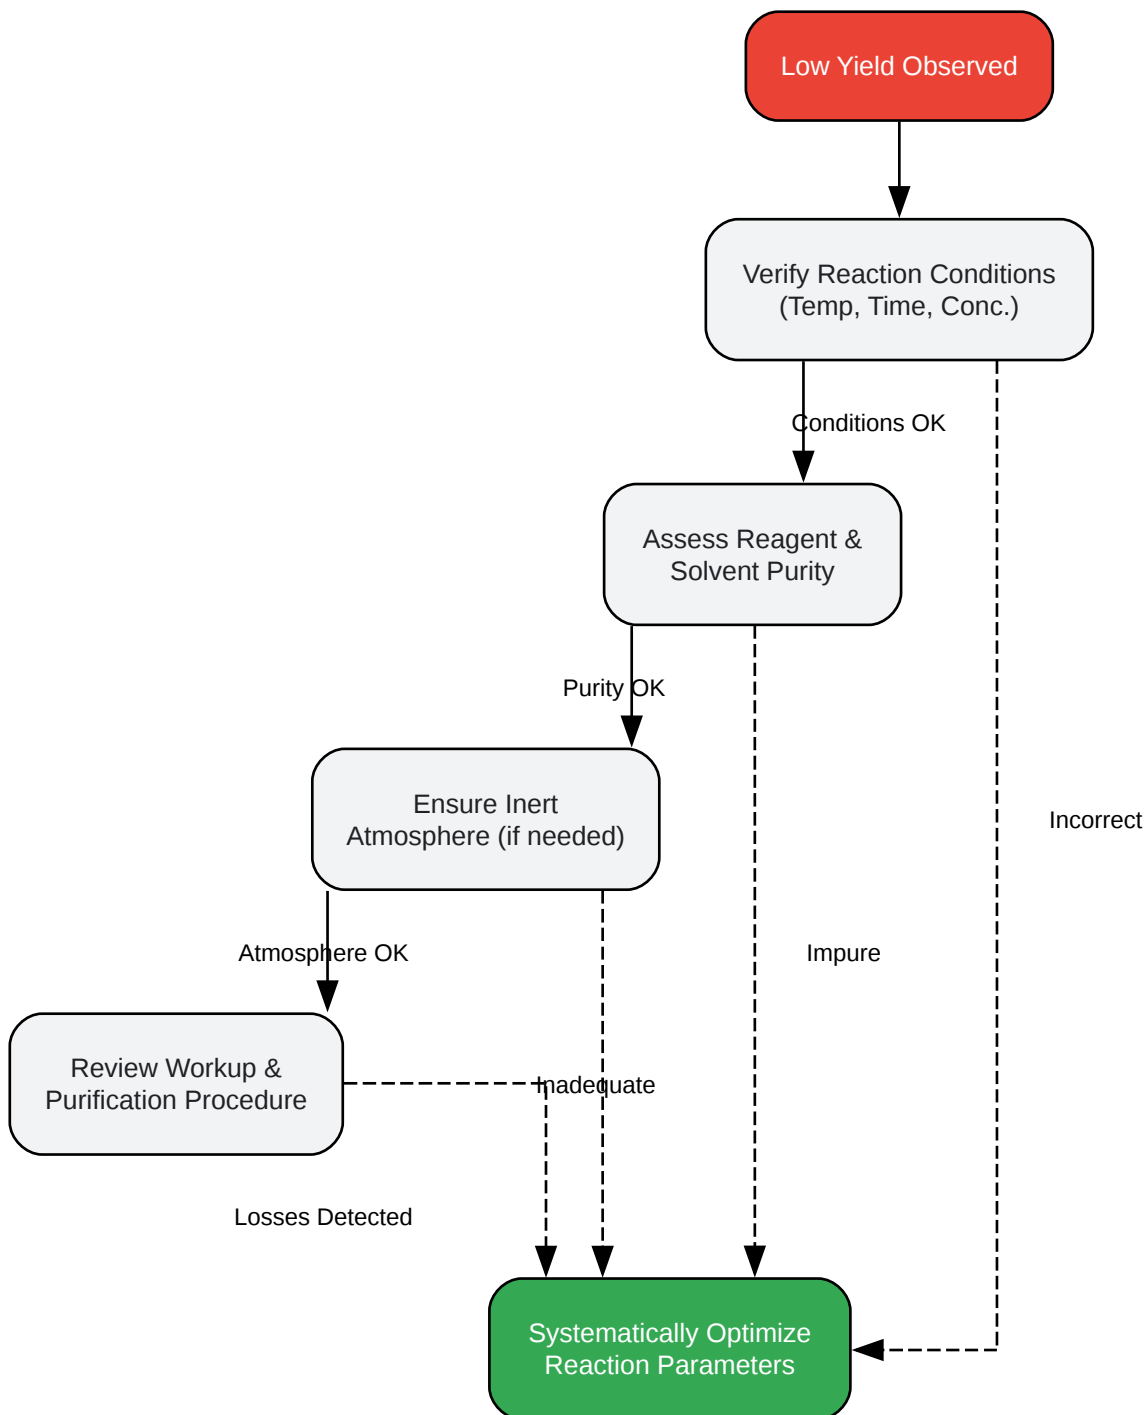 Low Yield Observed
Verify Reaction Conditions
(Temp, Time, Conc.)
Conditions OK
Assess Reagent &
Solvent Purity
Purity OK
Ensure Inert
Atmosphere (if needed)
Incorrect
Atmosphere OK
Impure
Review Workup &
Purification Procedure
Inadequate
Losses Detected
Systematically Optimize
Reaction Parameters